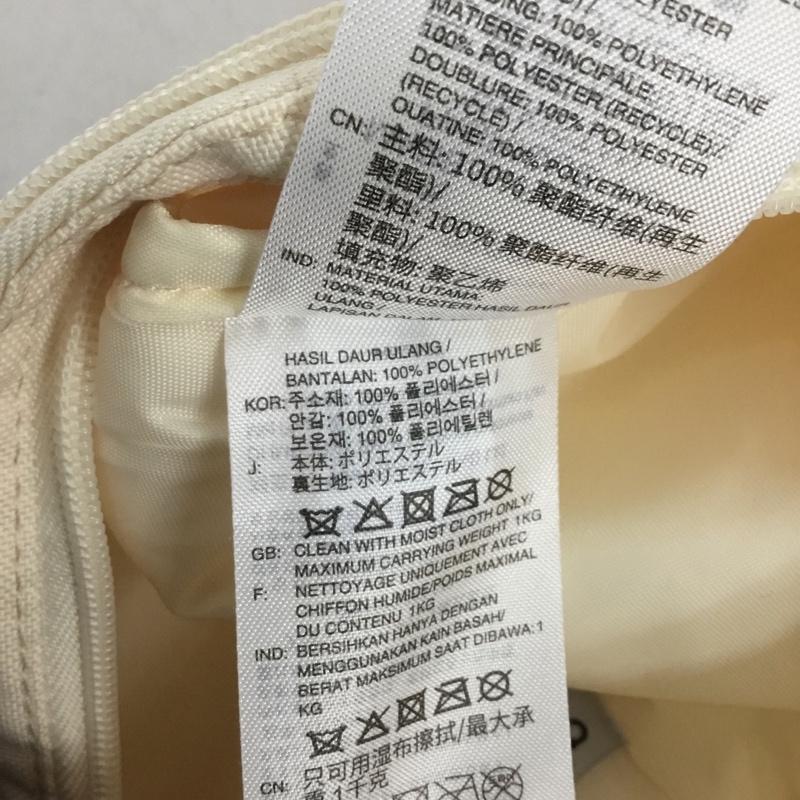 POLYESTER
100% POLYETHYLENE
MATIERE PRINCIPALE:
100% POLYESTER (RECYCLE)/
DOUBLURE: 100% POLYESTER
(RECYCLE)/
OUATINE: 100% POLYETHYLENE
CN: 主料: 100% 聚酯纤维(再生
聚酯)/
里料: 100% 聚酯纤维(再生
聚酯)/
填充物: 聚乙烯
IND: MATERIAL UTAMA:
100% POLYESTER HASIL DAUR
ULANG
LAPISAN DALAM
HASIL DAUR ULANG /
BANTALAN: 100% POLYETHYLENE
KOR: 주소재: 100% 폴리에스터 /
안감: 100% 폴리에스터 /
보온재: 100% 폴리에틸렌
J: 本体: ポリエステル
裏生地: ポリエステル
GB: CLEAN WITH MOIST CLOTH ONLY/
MAXIMUM CARRYING WEIGHT 1KG
F: NETTOYAGE UNIQUEMENT AVEC
CHIFFON HUMIDE/POIDS MAXIMAL
DU CONTENU 1KG
IND: BERSIHKAN HANYA DENGAN
MENGGUNAKAN KAIN BASAH/
BERAT MAKSIMUM SAAT DIBAWA: 1
KG
CN: 只可用湿布擦拭/最大承
重 1千克